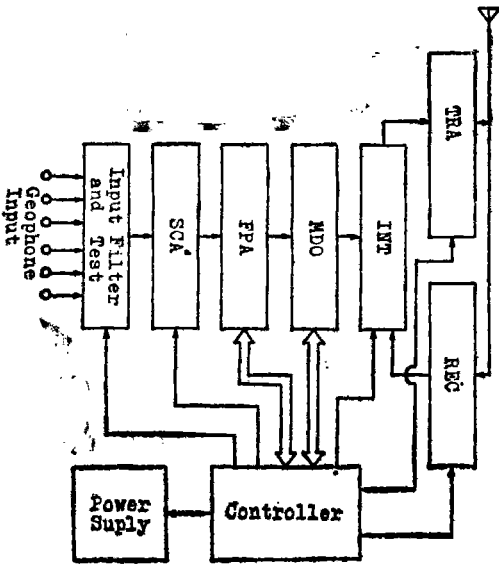 TRA
REC
Input Filter
and Test
SCA
FPA
MDO
INT
Geophone
Input
Power
Suply
Controller